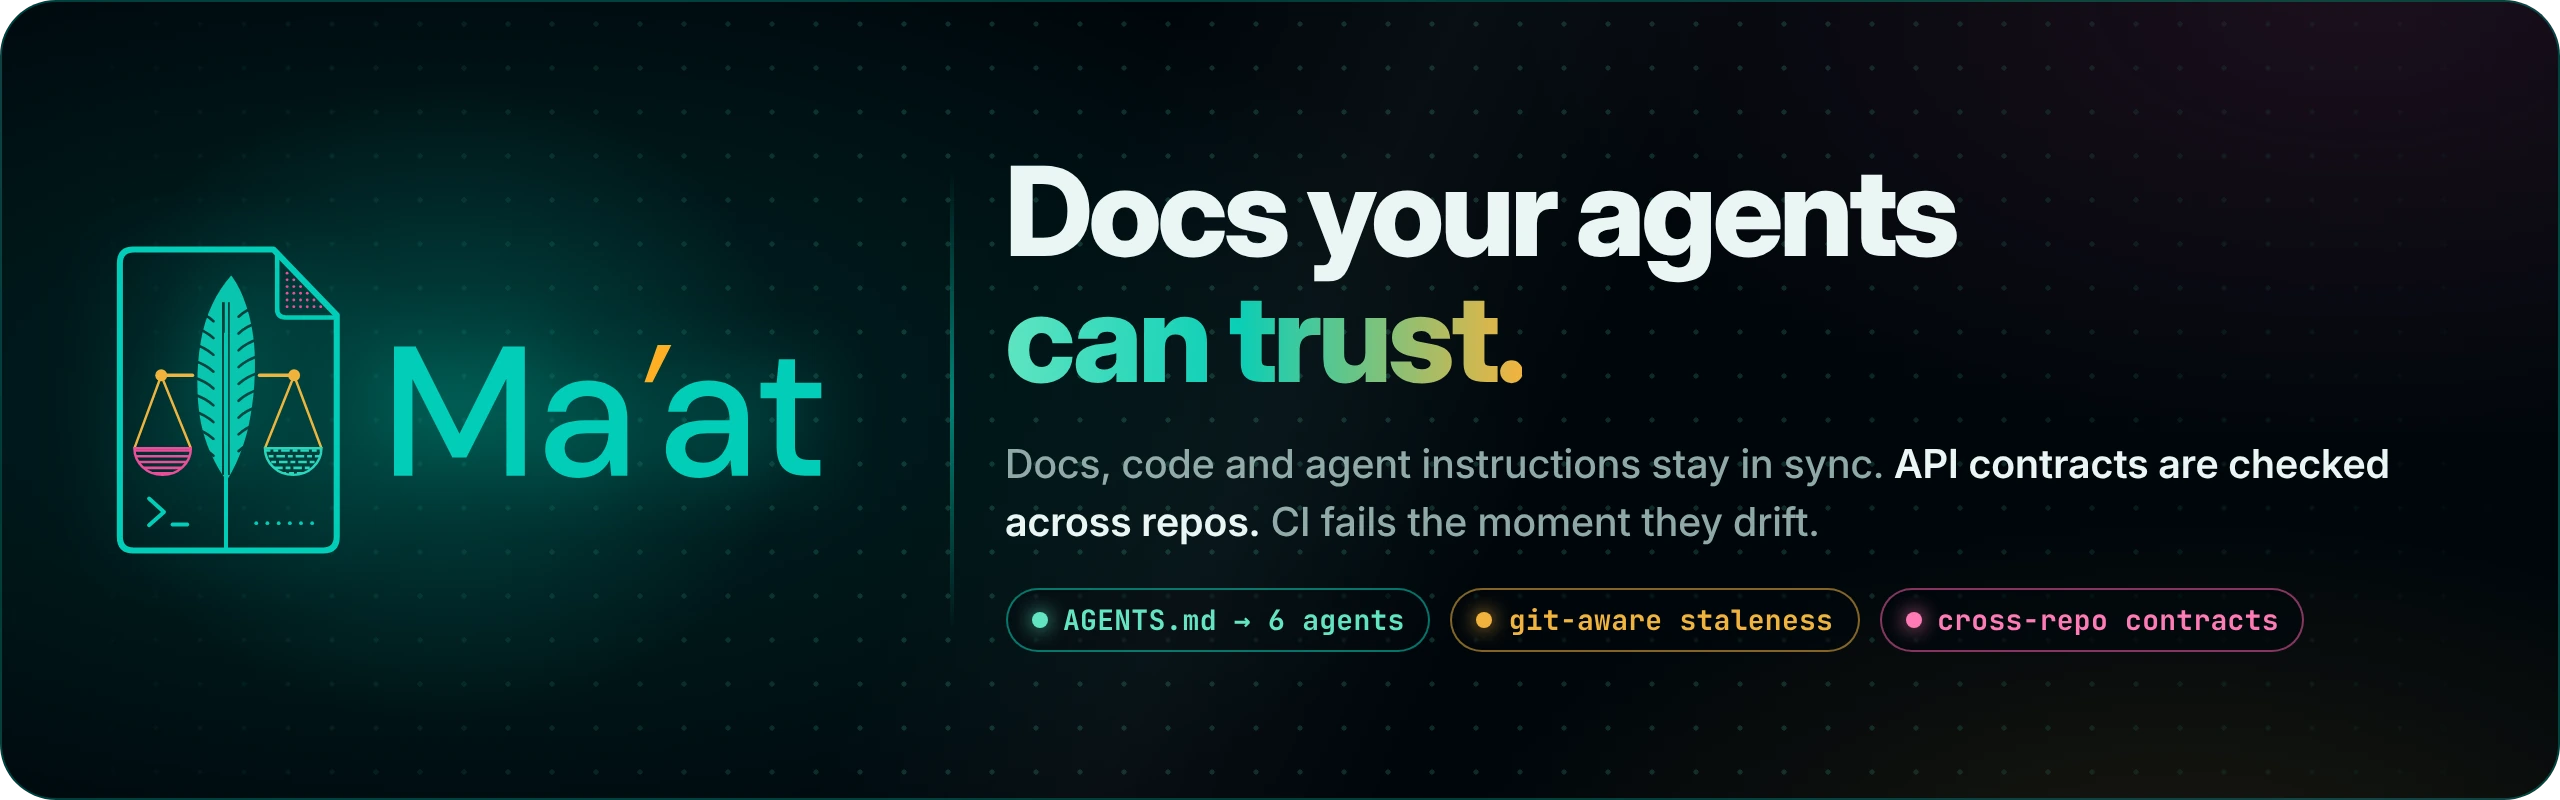 Ma′at
Docs your agents
can trust.
Docs, code and agent instructions stay in sync. API contracts are checked
across repos. CI fails the moment they drift.
AGENTS.md → 6 agents
git-aware staleness
cross-repo contracts
>_